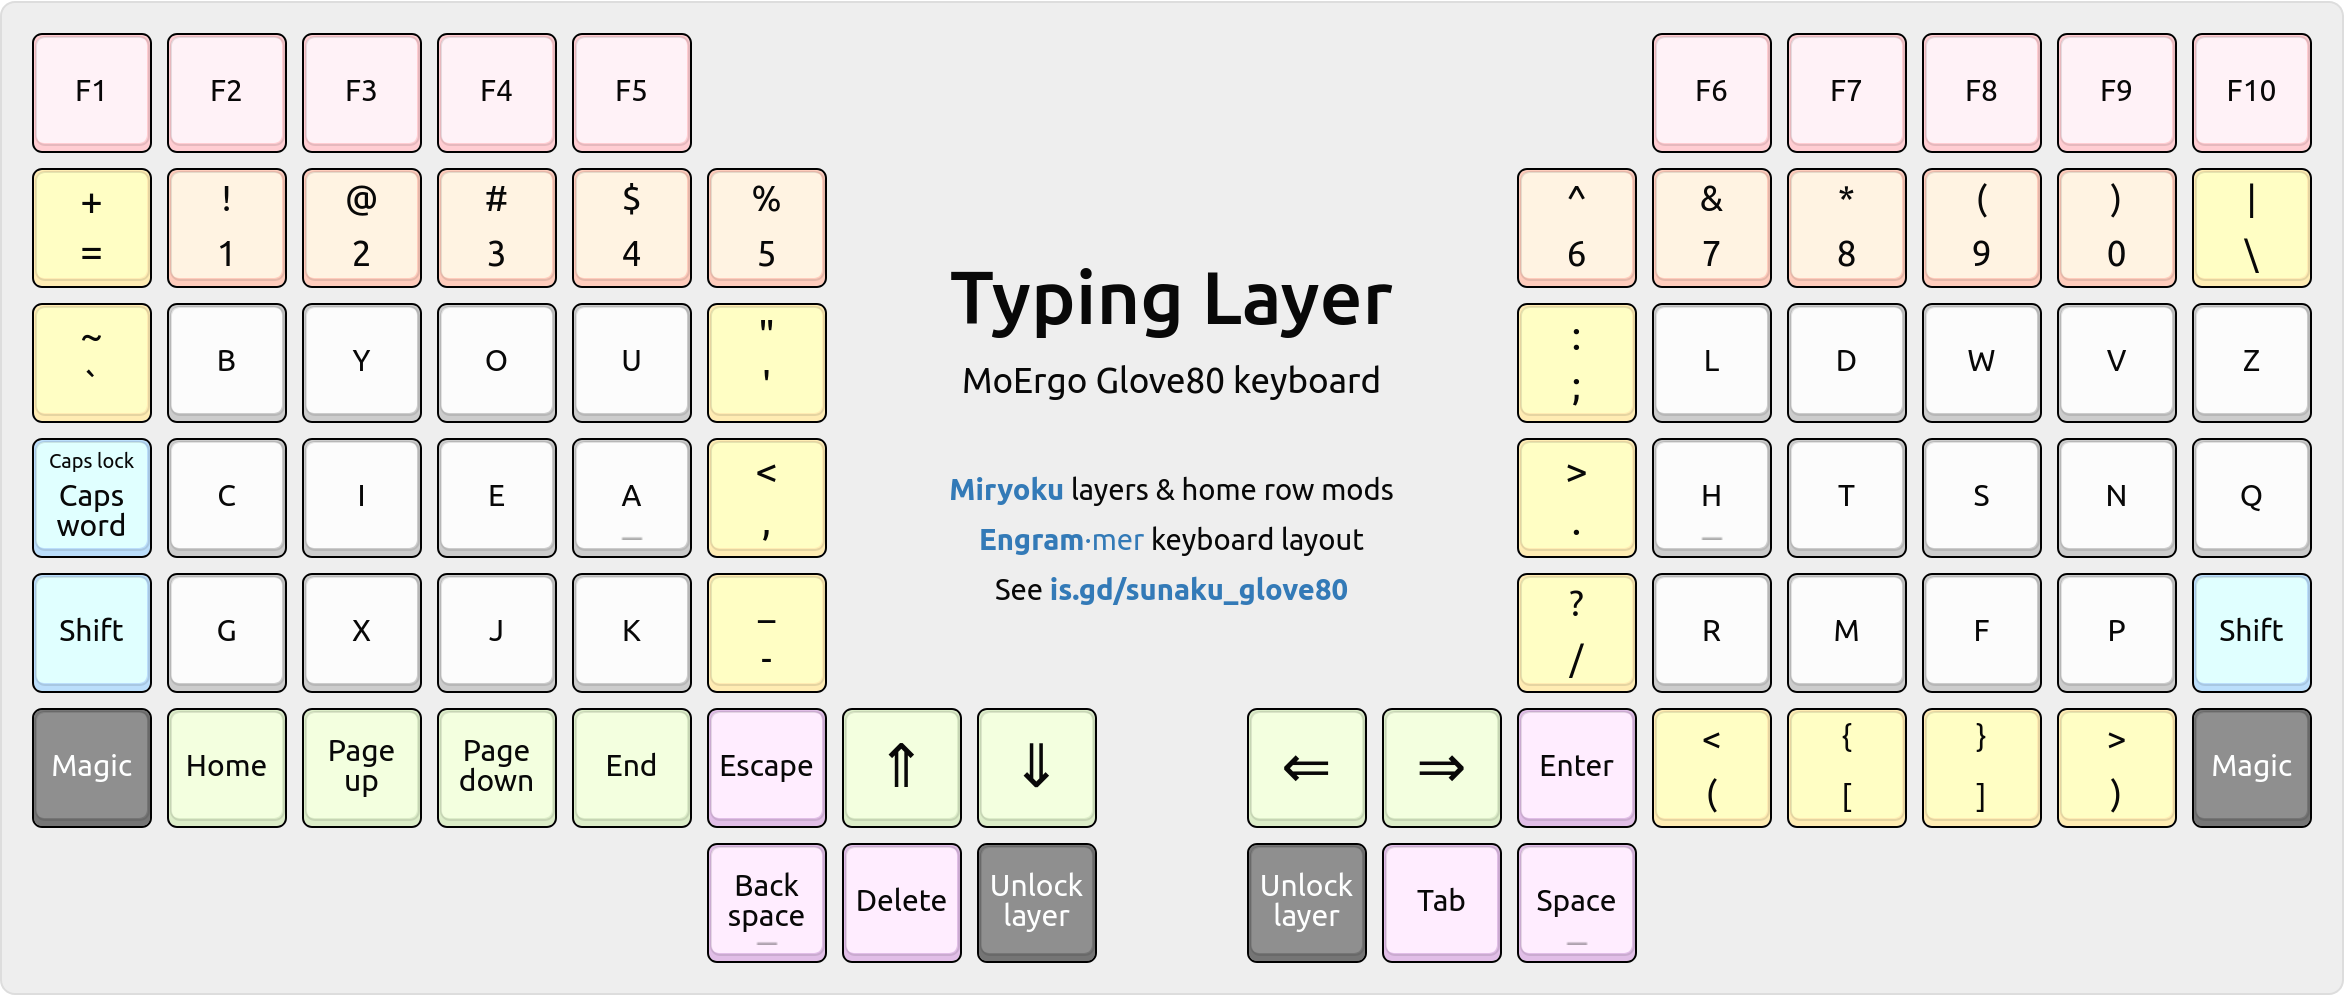 F1 F2 F3 F4 F5 F6 F7 F8 F9 F10
+ ! @ # $ % ^ & * ( ) |
= 1 2 3 4 5 6 7 8 9 0 \
Typing Layer
~ " :
` B Y O U ' ; L D W V Z
MoErgo Glove80 keyboard
Caps lock < >
Caps C I E A , . H T S N Q
word _ _
Miryoku layers & home row mods
Engram·mer keyboard layout
See is.gd/sunaku_glove80
_ ?
Shift G X J K - / R M F P Shift
Magic Home Page up Page down End Escape ⇑ ⇓ ⇐ ⇒ Enter < { } > Magic
( [ ] )
Back Unlock Unlock
space Delete layer layer Tab Space
_ _